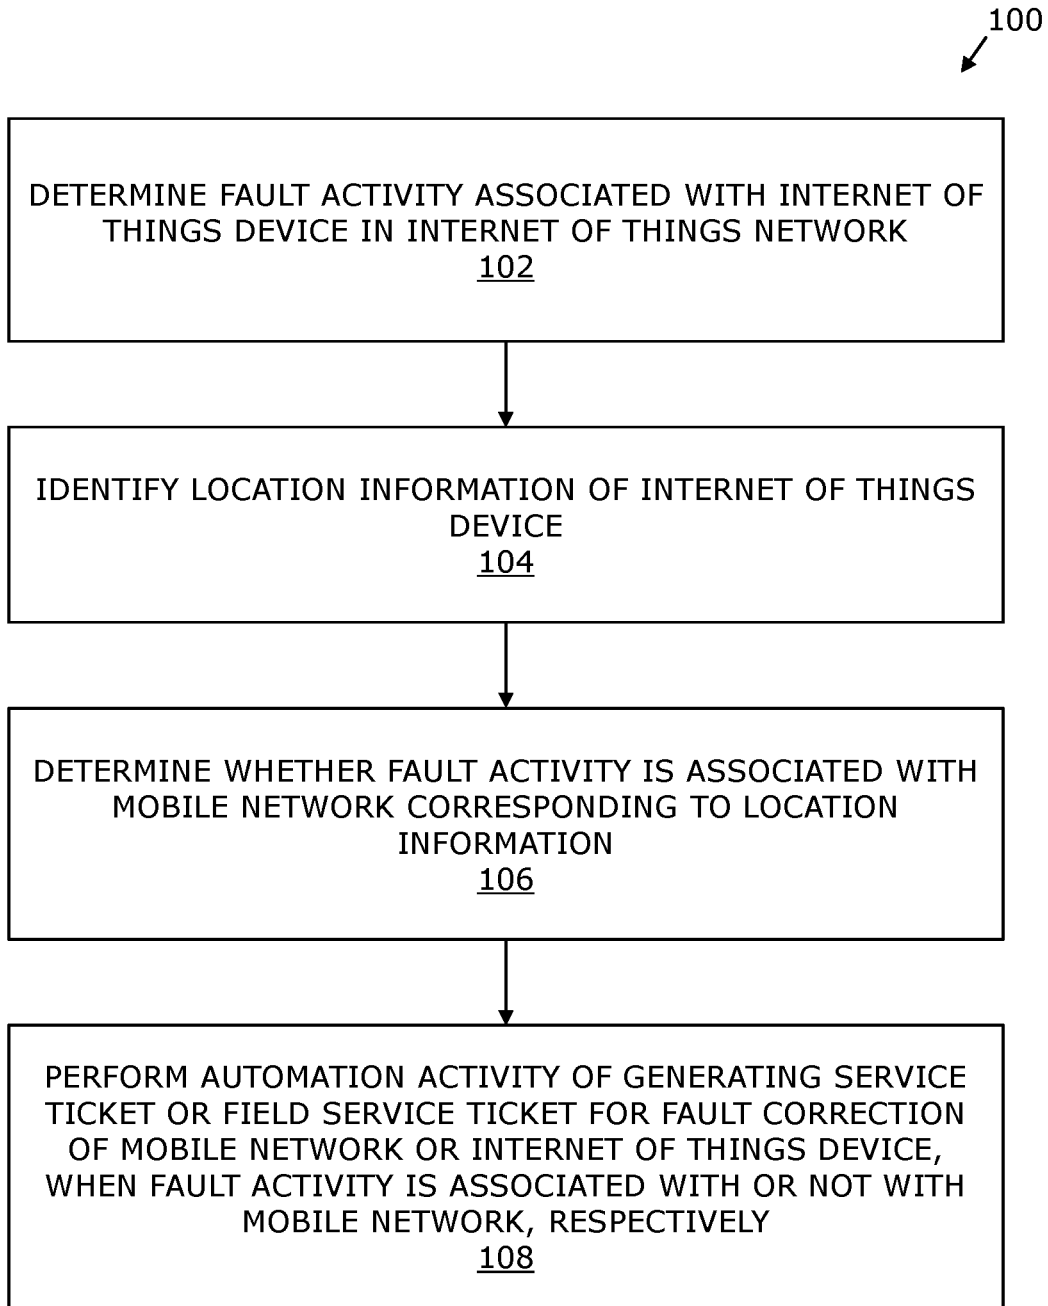 100
DETERMINE FAULT ACTIVITY ASSOCIATED WITH INTERNET OF
THINGS DEVICE IN INTERNET OF THINGS NETWORK
102
IDENTIFY LOCATION INFORMATION OF INTERNET OF THINGS
DEVICE
104
DETERMINE WHETHER FAULT ACTIVITY IS ASSOCIATED WITH
MOBILE NETWORK CORRESPONDING TO LOCATION
INFORMATION
106
PERFORM AUTOMATION ACTIVITY OF GENERATING SERVICE
TICKET OR FIELD SERVICE TICKET FOR FAULT CORRECTION
OF MOBILE NETWORK OR INTERNET OF THINGS DEVICE,
WHEN FAULT ACTIVITY IS ASSOCIATED WITH OR NOT WITH
MOBILE NETWORK, RESPECTIVELY
108